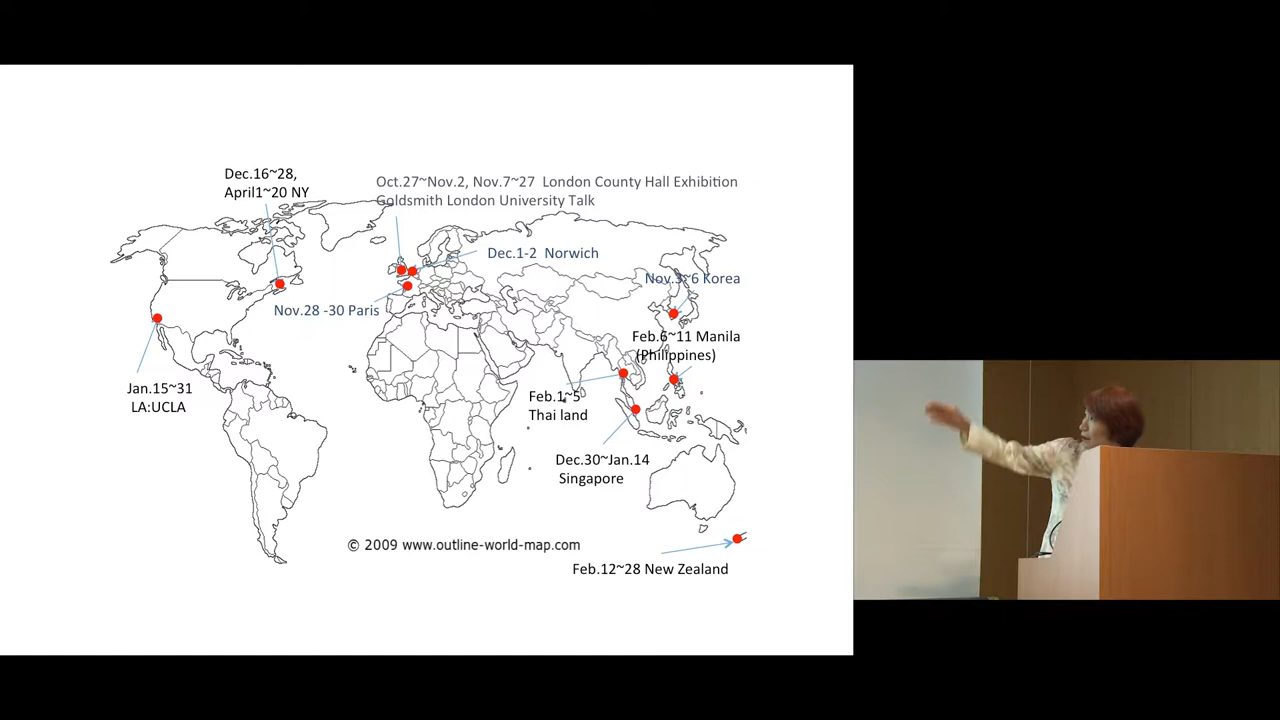 Dec.16~28,
April1~20 NY
Oct.27~Nov.2, Nov.7~27  London County Hall Exhibition
Goldsmith London University Talk
Dec.1-2  Norwich
Nov.3~6 Korea
Nov.28 -30 Paris
Feb.6~11 Manila
(Philippines)
Jan.15~31
LA:UCLA
Feb.1~5
Thai land
Dec.30~Jan.14
Singapore
© 2009 www.outline-world-map.com
Feb.12~28 New Zealand